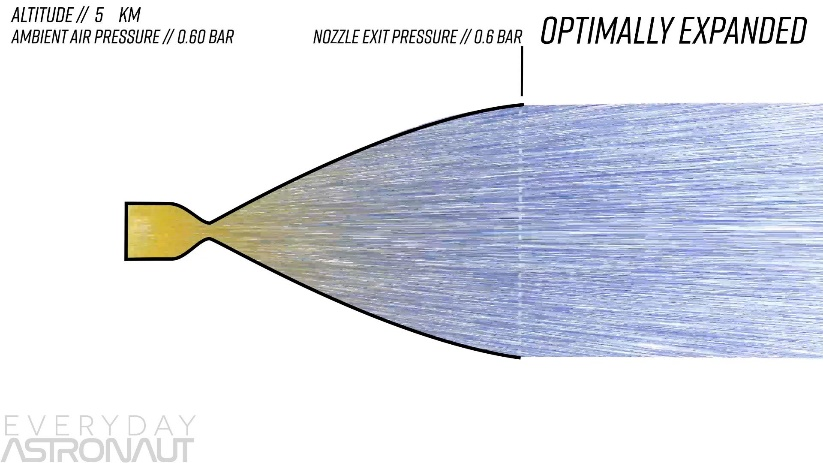 ALTITUDE // 5 KM
AMBIENT AIR PRESSURE // 0.60 BAR
NOZZLE EXIT PRESSURE // 0.6 BAR
OPTIMALLY EXPANDED
EVERYDAY
ASTRONAUT